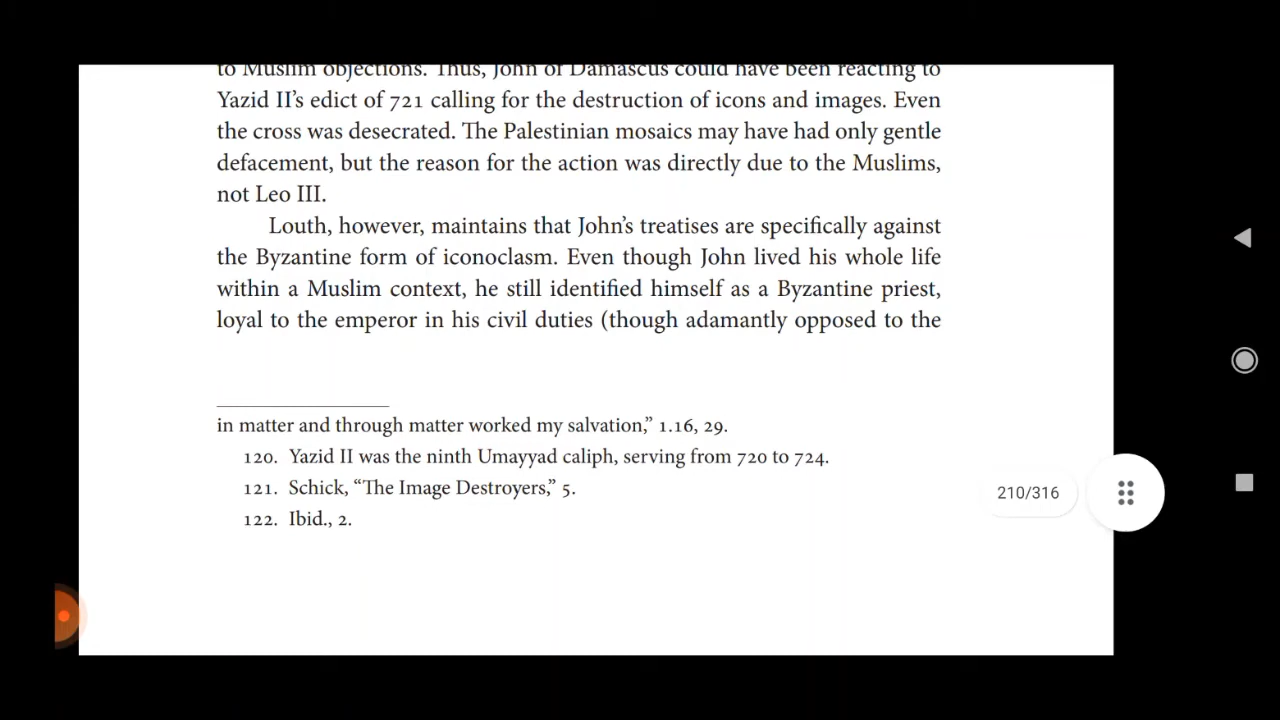 to Muslim objections. Thus, John of Damascus could have been reacting to
Yazid II's edict of 721 calling for the destruction of icons and images. Even
the cross was desecrated. The Palestinian mosaics may have had only gentle
defacement, but the reason for the action was directly due to the Muslims,
not Leo III.
Louth, however, maintains that John's treatises are specifically against
the Byzantine form of iconoclasm. Even though John lived his whole life
within a Muslim context, he still identified himself as a Byzantine priest,
loyal to the emperor in his civil duties (though adamantly opposed to the
in matter and through matter worked my salvation,” 1.16, 29.
120. Yazid II was the ninth Umayyad caliph, serving from 720 to 724.
121. Schick, “The Image Destroyers,” 5.
122. Ibid., 2.
210/316